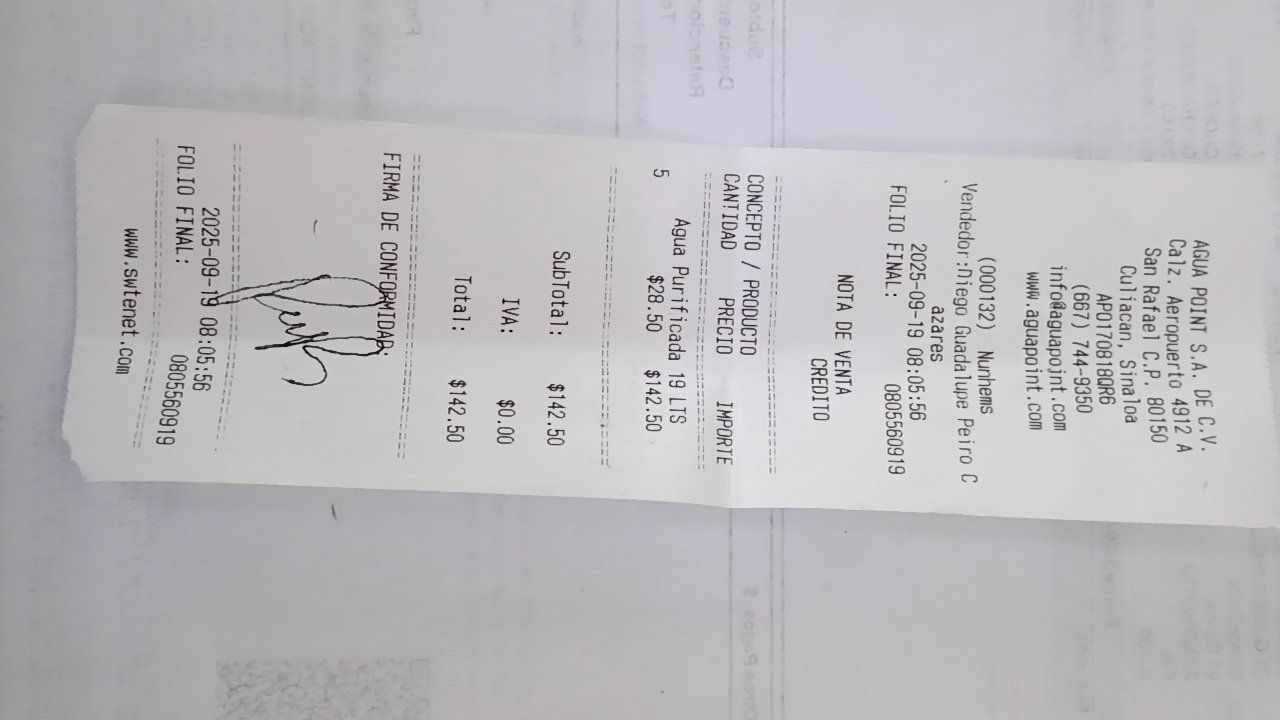 AGUA POINT S.A. DE C.V.
Calz. Aeropuerto 4912 A
San Rafael C.P. 80150
Culiacan, Sinaloa
APO170818QR6
(667) 744-9350
info@aguapojnt.com
www.aguapoint.com
(000132) Nunhems
Vendedor:Diego Guadalupe Peiro C
azares
2025-09-19 08:05:56
FOLIO FINAL: 0805560919
NOTA DE VENTA
CREDITO
CONCEPTO / PRODUCTO
CANTIDAD PRECIO IMPORTE
Agua Purificada 19 LTS
5 $28.50 $142.50
SubTotal: $142.50
IVA: $0.00
Total: $142.50
FIRMA DE CONFORMIDAD:
2025-09-19 08:05:56
FOLIO FINAL: 0805560919
www.swtenet.com